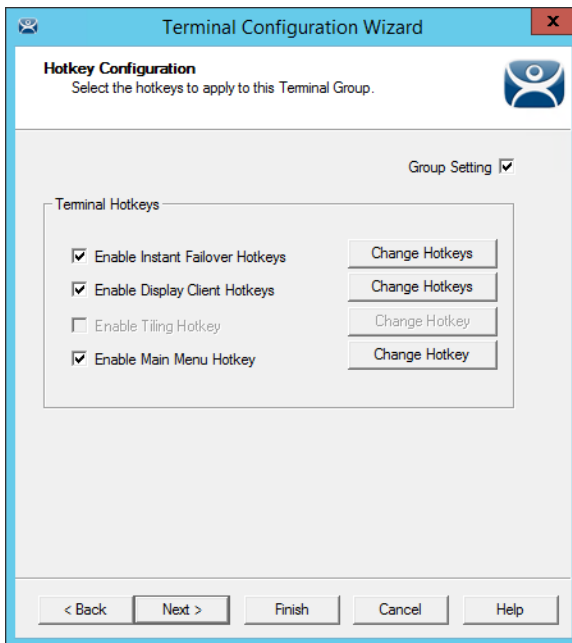 Terminal Configuration Wizard
x
Hotkey Configuration
Select the hotkeys to apply to this Terminal Group.
Group Setting
Terminal Hotkeys
Enable Instant Failover Hotkeys Change Hotkeys
Enable Display Client Hotkeys Change Hotkeys
Enable Tiling Hotkey Change Hotkey
Enable Main Menu Hotkey Change Hotkey
< Back Next > Finish Cancel Help